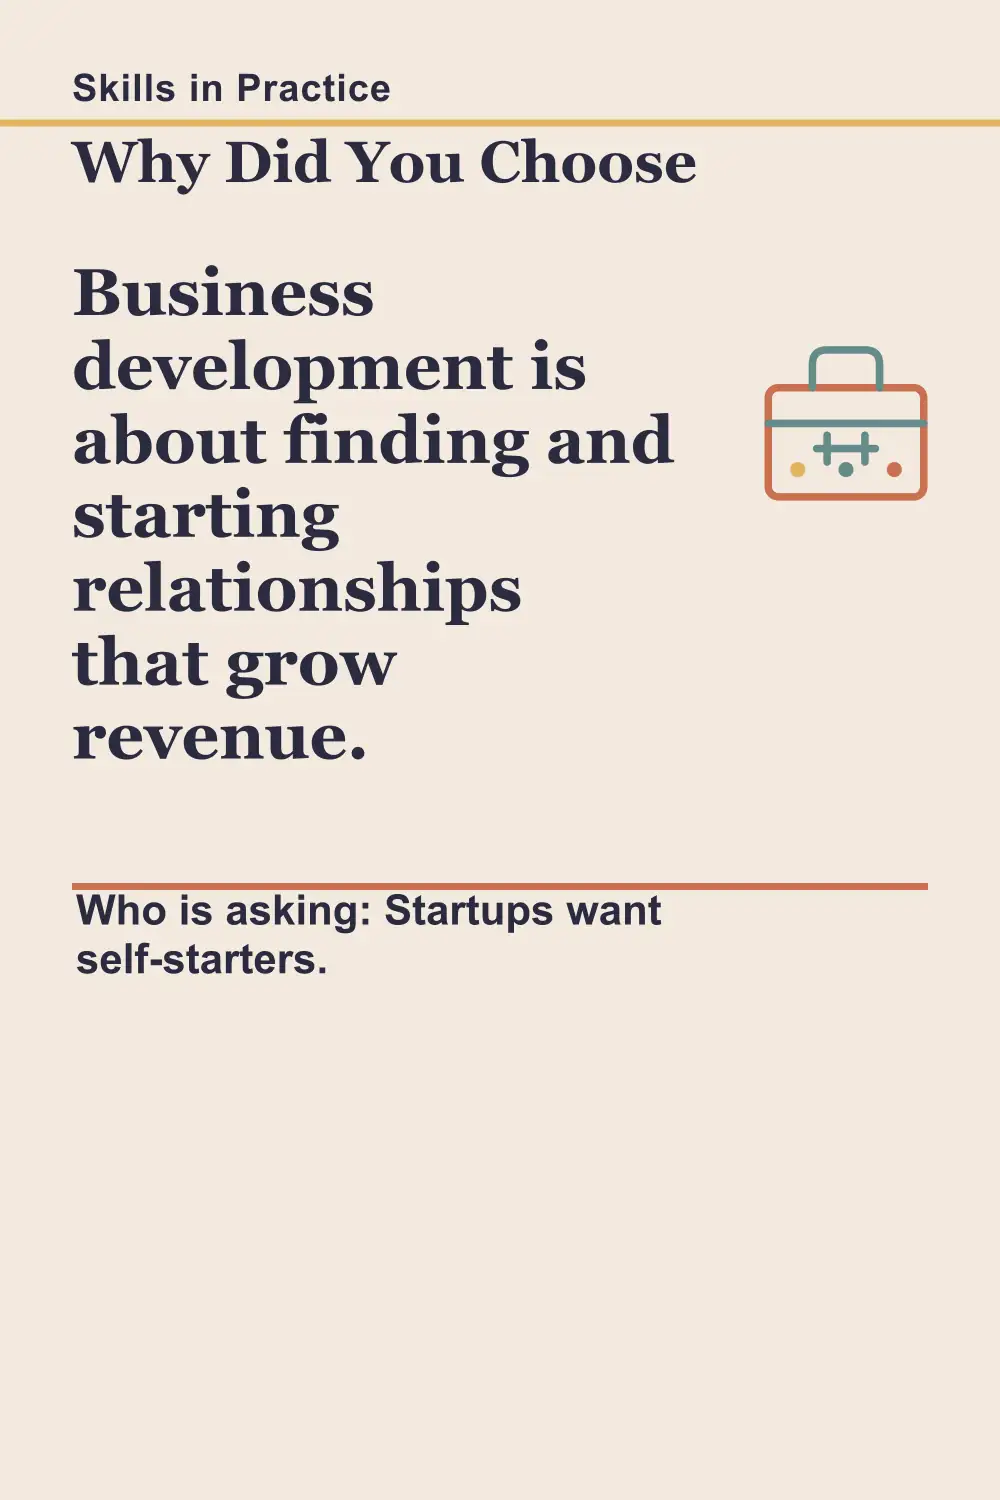 Skills in Practice
Why Did You Choose
Business
development is
about finding and
starting
relationships
that grow
revenue.
Who is asking: Startups want
self-starters.